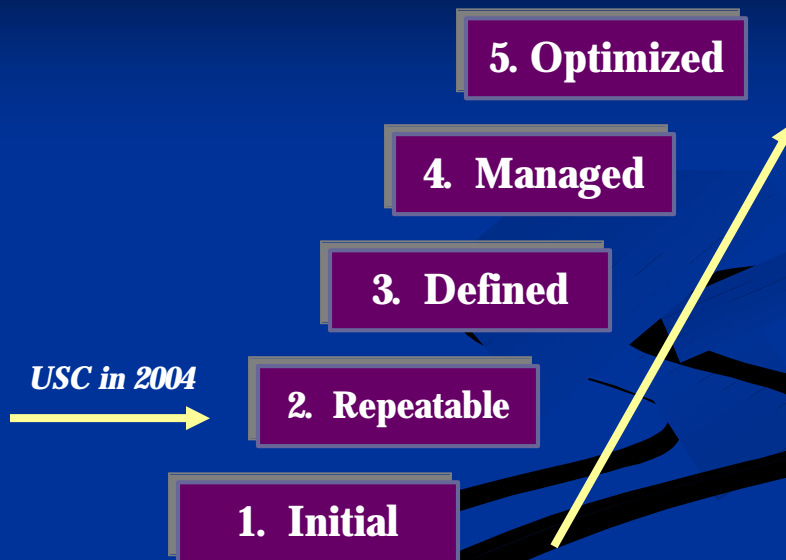 5. Optimized
4. Managed
3. Defined
USC in 2004
2. Repeatable
1. Initial